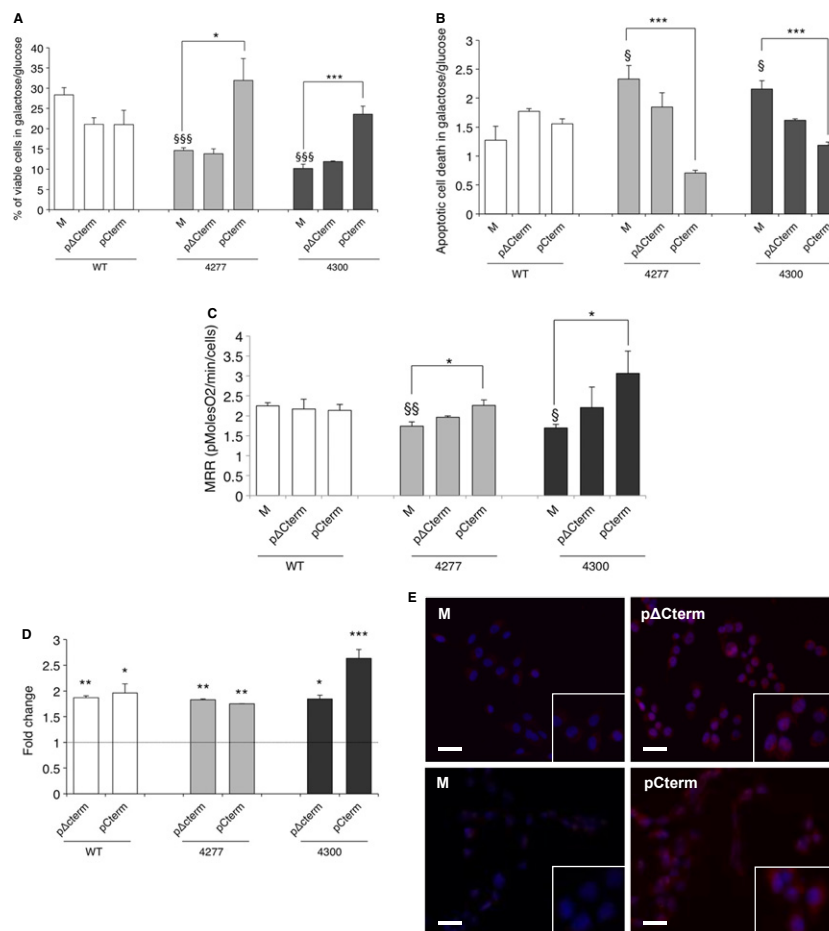 A
% of viable cells in galactose/glucose
40
35
30
25
20
15
10
5
0
§§§
*
§§§
***
M
pΔCterm
pCterm
M
pΔCterm
pCterm
M
pΔCterm
pCterm
WT
4277
4300
B
Apoptotic cell death in galactose/glucose
3
2.5
2
1.5
1
0.5
0
§
***
§
***
M
pΔCterm
pCterm
M
pΔCterm
pCterm
M
pΔCterm
pCterm
WT
4277
4300
C
MRR (pMolesO2/min/cells)
4
3.5
3
2.5
2
1.5
1
0.5
0
§§
*
§
*
M
pΔCterm
pCterm
M
pΔCterm
pCterm
M
pΔCterm
pCterm
WT
4277
4300
D
Fold change
3
2.5
2
1.5
1
0.5
0
**
*
**
**
*
***
pΔcterm
pCterm
pΔcterm
pCterm
pΔcterm
pCterm
WT
4277
4300
E
M
pΔCterm
M
pCterm